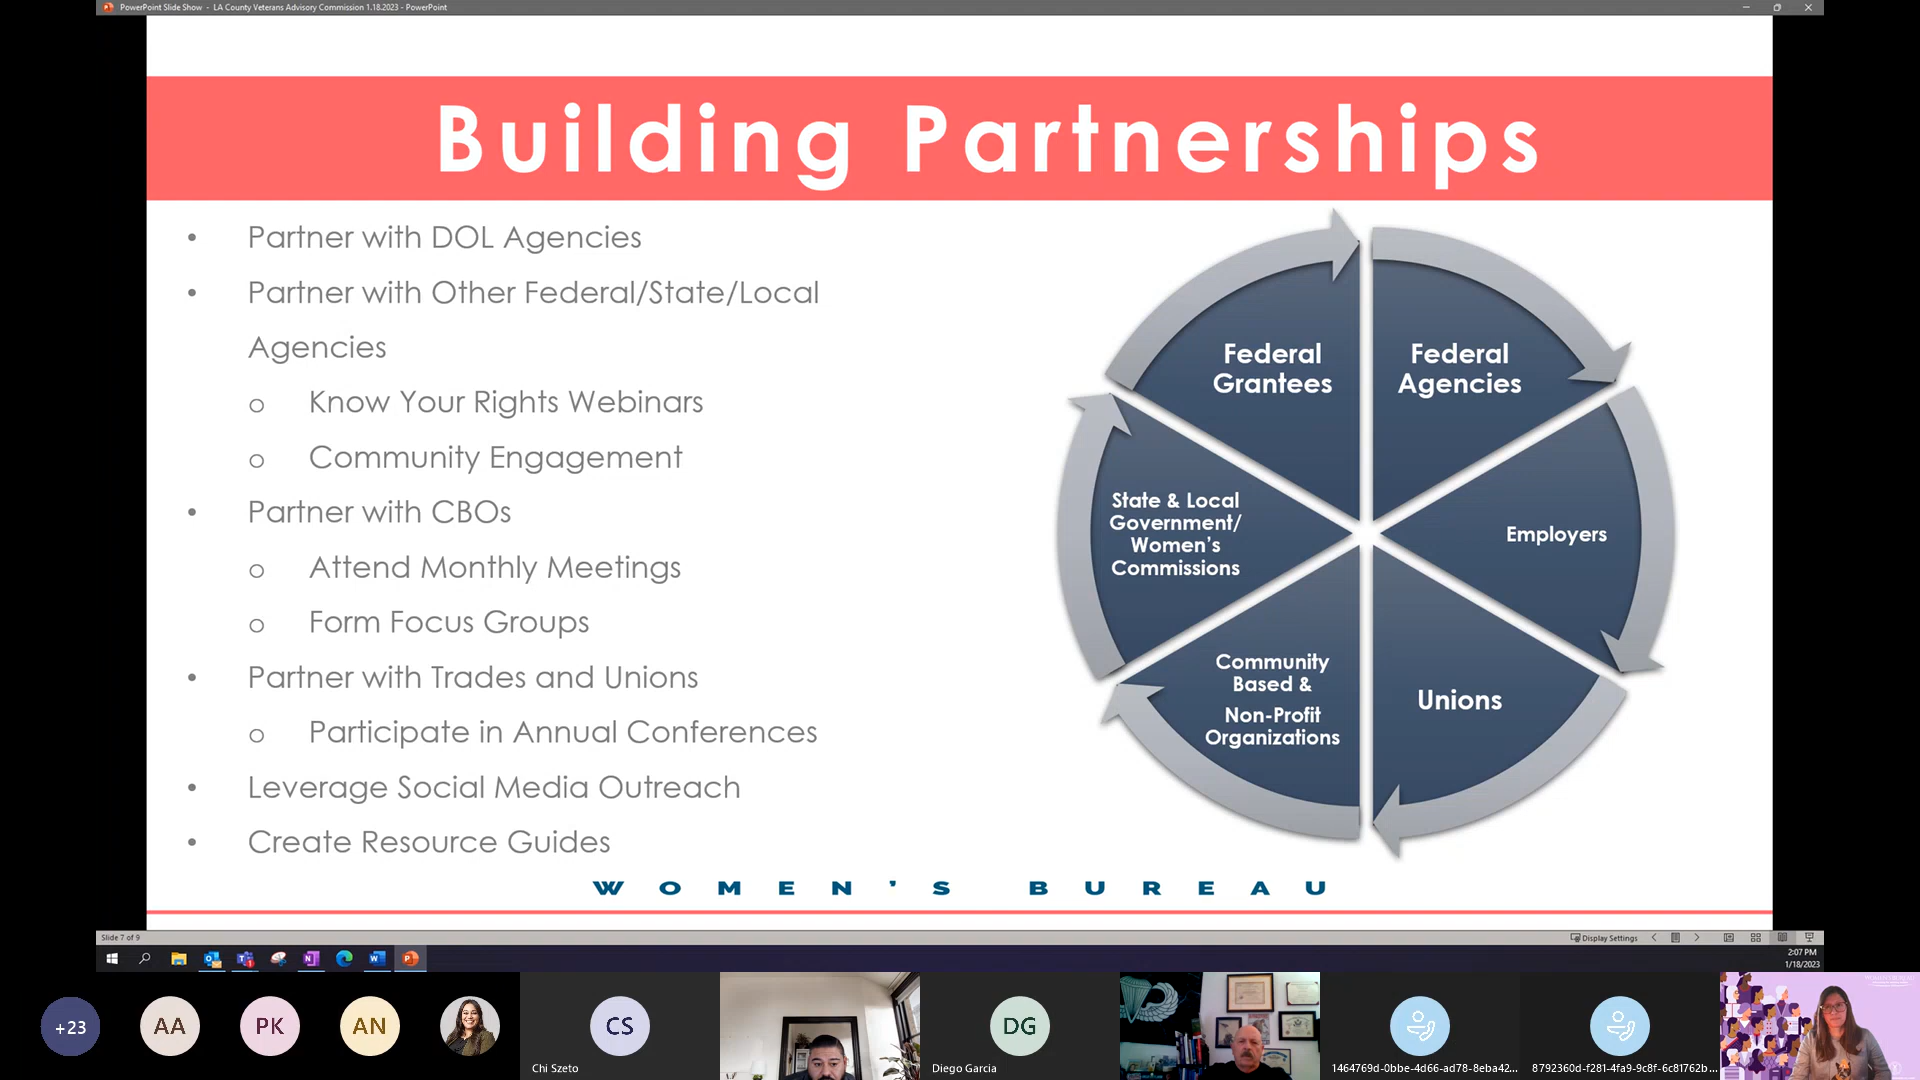 PowerPoint Slide Show - LA County Veterans Advisory Commission 1.18.2023 - PowerPoint
Building Partnerships
• Partner with DOL Agencies
• Partner with Other Federal/State/Local
Agencies
o Know Your Rights Webinars
o Community Engagement
• Partner with CBOs
o Attend Monthly Meetings
o Form Focus Groups
• Partner with Trades and Unions
o Participate in Annual Conferences
• Leverage Social Media Outreach
• Create Resource Guides
Federal
Grantees
Federal
Agencies
State & Local
Government/
Women's
Commissions
Employers
Community
Based &
Non-Profit
Organizations
Unions
WOMEN'S BUREAU
Slide 7 of 9
Display Settings
2:07 PM
1/18/2023
+23
AA
PK
AN
CS
Chi Szeto
DG
Diego Garcia
1464769d-0bbe-4d66-ad78-8eba42...
8792360d-f281-4fa9-9c8f-6c81762b...